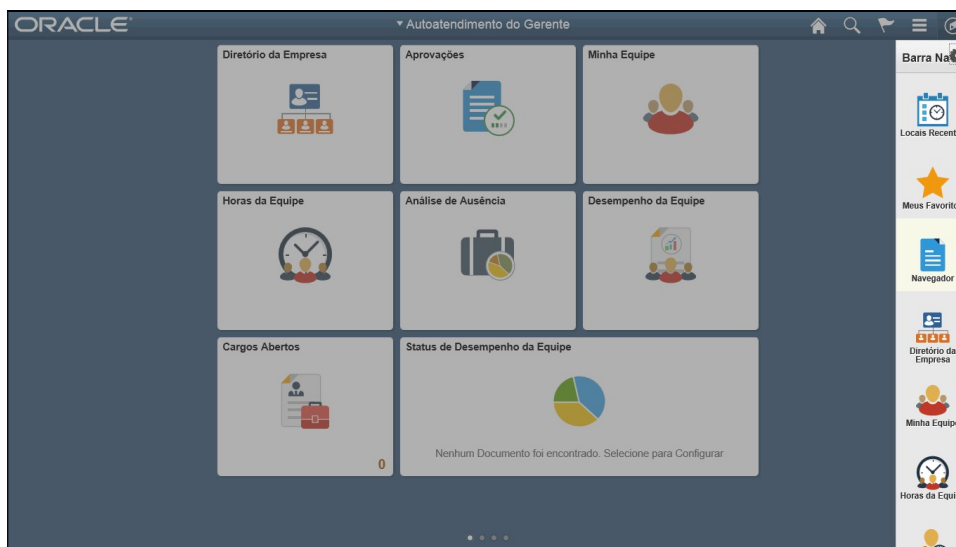 ORACLE
Autoatendimento do Gerente
Diretório da Empresa
Aprovações
Minha Equipe
Horas da Equipe
Análise de Ausência
Desempenho da Equipe
Cargos Abertos
0
Status de Desempenho da Equipe
Nenhum Documento foi encontrado. Selecione para Configurar
Barra Na
Locais Recent
Meus Favorito
Navegador
Diretório da
Empresa
Minha Equipe
Horas da Equi